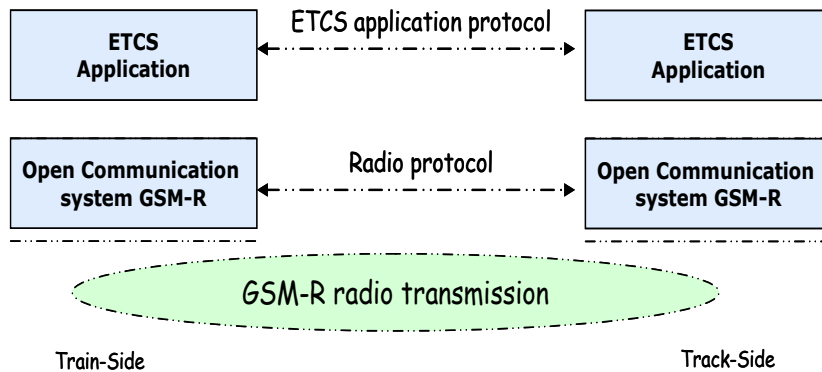 ETCS application protocol
ETCS
Application
ETCS
Application
Open Communication
system GSM-R
Radio protocol
Open Communication
system GSM-R
GSM-R radio transmission
Train-Side
Track-Side